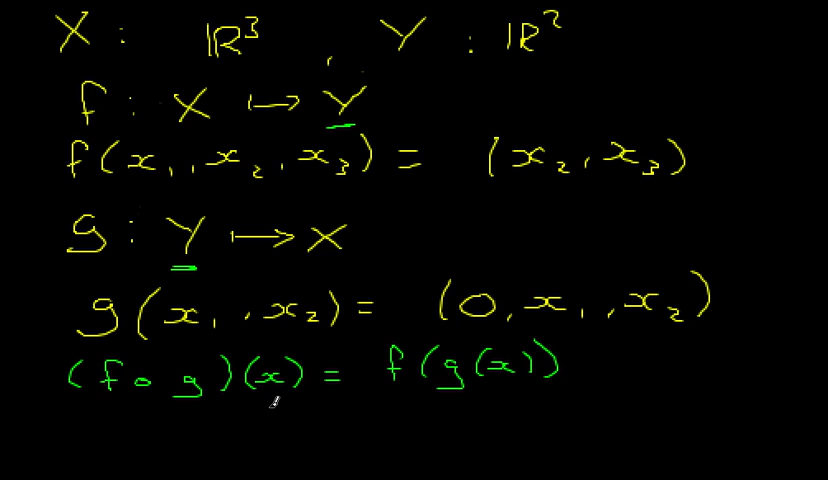 X : ℝ³ , Y : ℝ²
f : X ↦ Y
f(x₁, x₂, x₃) = (x₂, x₃)
g : Y ↦ X
g(x₁, x₂) = (0, x₁, x₂)
(f ∘ g)(x) = f(g(x))